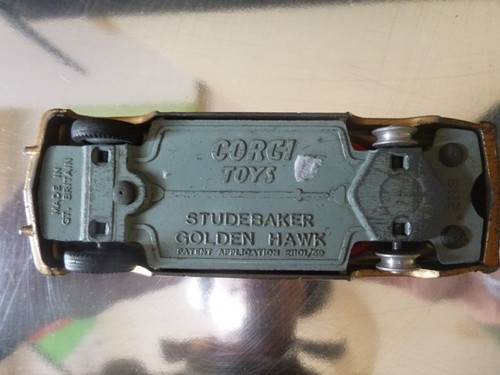 CORGI
TOYS
MADE IN
GT. BRITAIN
STUDEBAKER
GOLDEN HAWK
PATENT APPLICATION